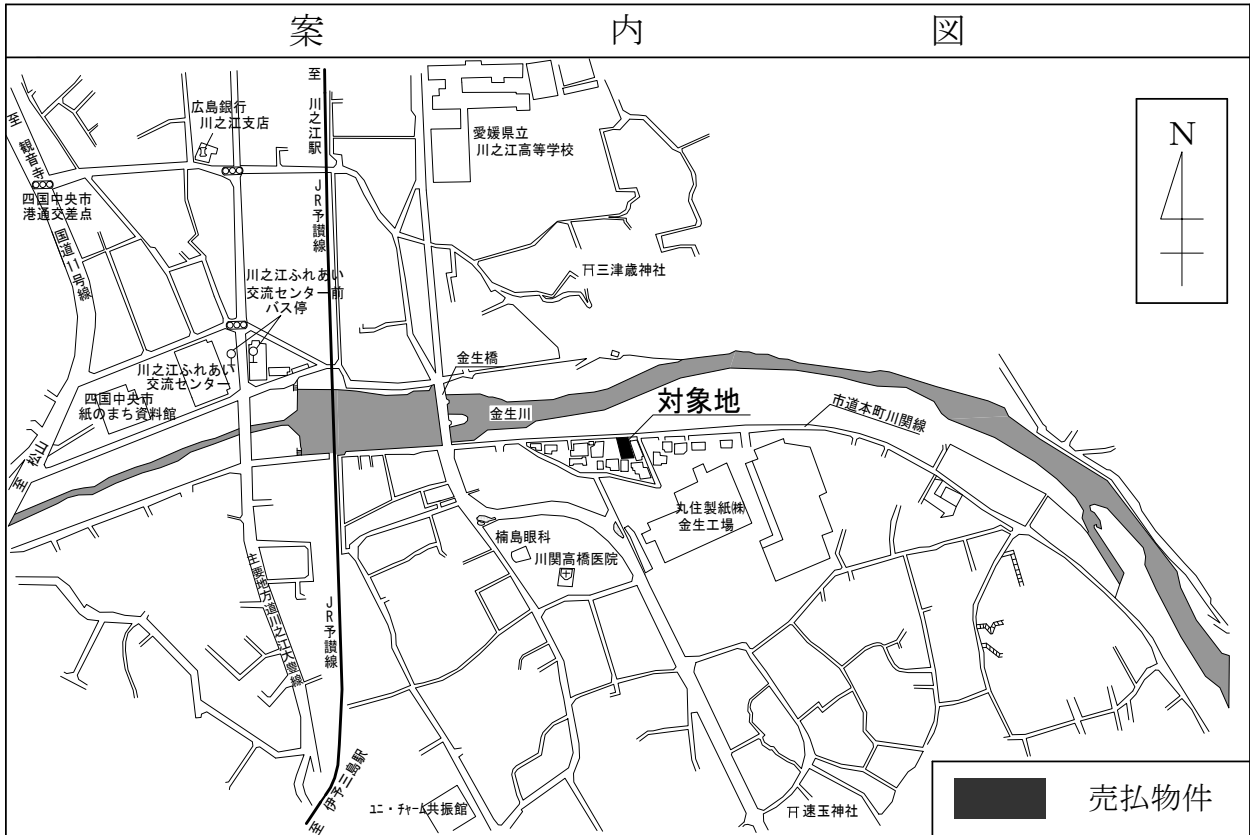 案内図
至 川之江駅
JR予讃線
広島銀行
川之江支店
愛媛県立
川之江高等学校
N
至 観音寺
四国中央市
港通交差点
国道11号線
川之江ふれあい
交流センター前
バス停
开三津歳神社
金生橋
川之江ふれあい
交流センター
四国中央市
紙のまち資料館
金生川
対象地
市道本町川関線
至 松山
丸住製紙㈱
金生工場
楠島眼科
川関高橋医院
主要地方道川之江大豊線
JR予讃線
至 伊予三島駅
ユニ・チャーム共振館
开速玉神社
売払物件